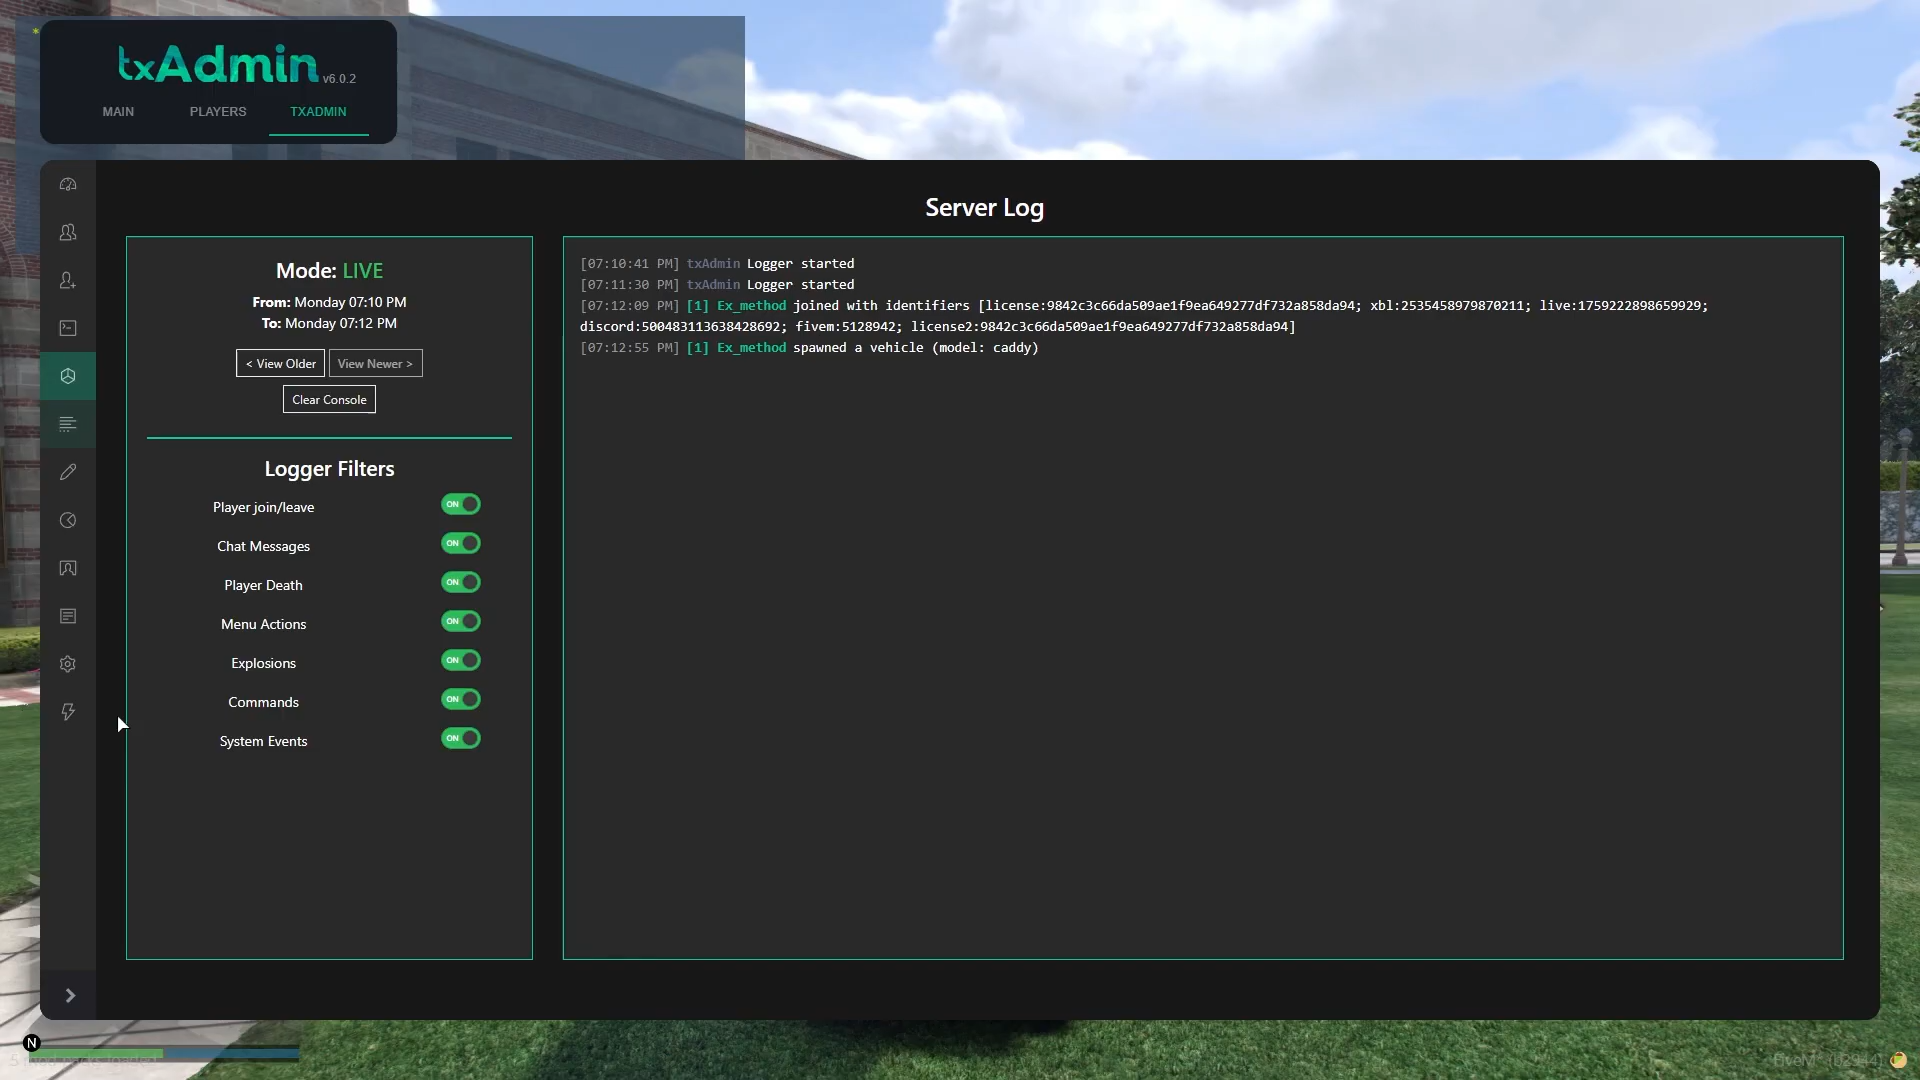 *
txAdmin v6.0.2
MAIN PLAYERS TXADMIN
Server Log
Mode: LIVE
From: Monday 07:10 PM
To: Monday 07:12 PM
< View Older View Newer >
Clear Console
Logger Filters
Player join/leave ON
Chat Messages ON
Player Death ON
Menu Actions ON
Explosions ON
Commands ON
System Events ON
[07:10:41 PM] txAdmin Logger started
[07:11:30 PM] txAdmin Logger started
[07:12:09 PM] [1] Ex_method joined with identifiers [license:9842c3c66da509ae1f9ea649277df732a858da94; xbl:2535458979870211; live:1759222898659929;
discord:500483113638428692; fivem:5128942; license2:9842c3c66da509ae1f9ea649277df732a858da94]
[07:12:55 PM] [1] Ex_method spawned a vehicle (model: caddy)
N